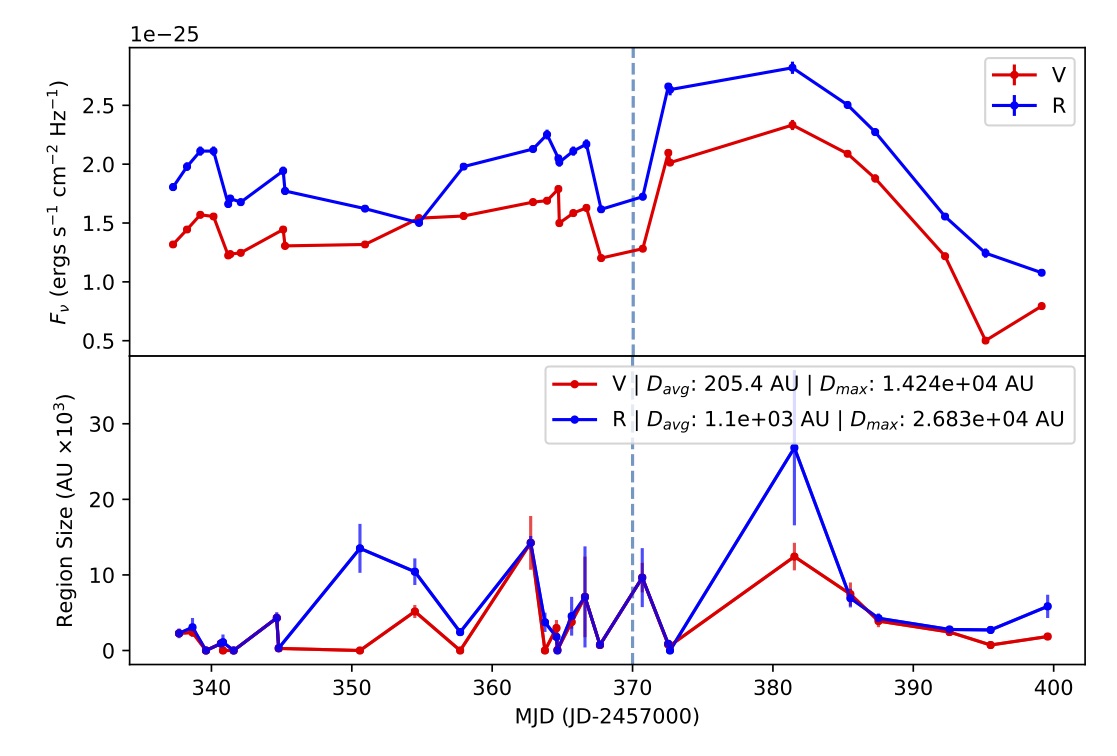 1e−25
F_ν (ergs s⁻¹ cm⁻² Hz⁻¹)
2.5
2.0
1.5
1.0
0.5
V
R
Region Size (AU ×10³)
30
20
10
0
V | D_avg: 205.4 AU | D_max: 1.424e+04 AU
R | D_avg: 1.1e+03 AU | D_max: 2.683e+04 AU
340 350 360 370 380 390 400
MJD (JD-2457000)